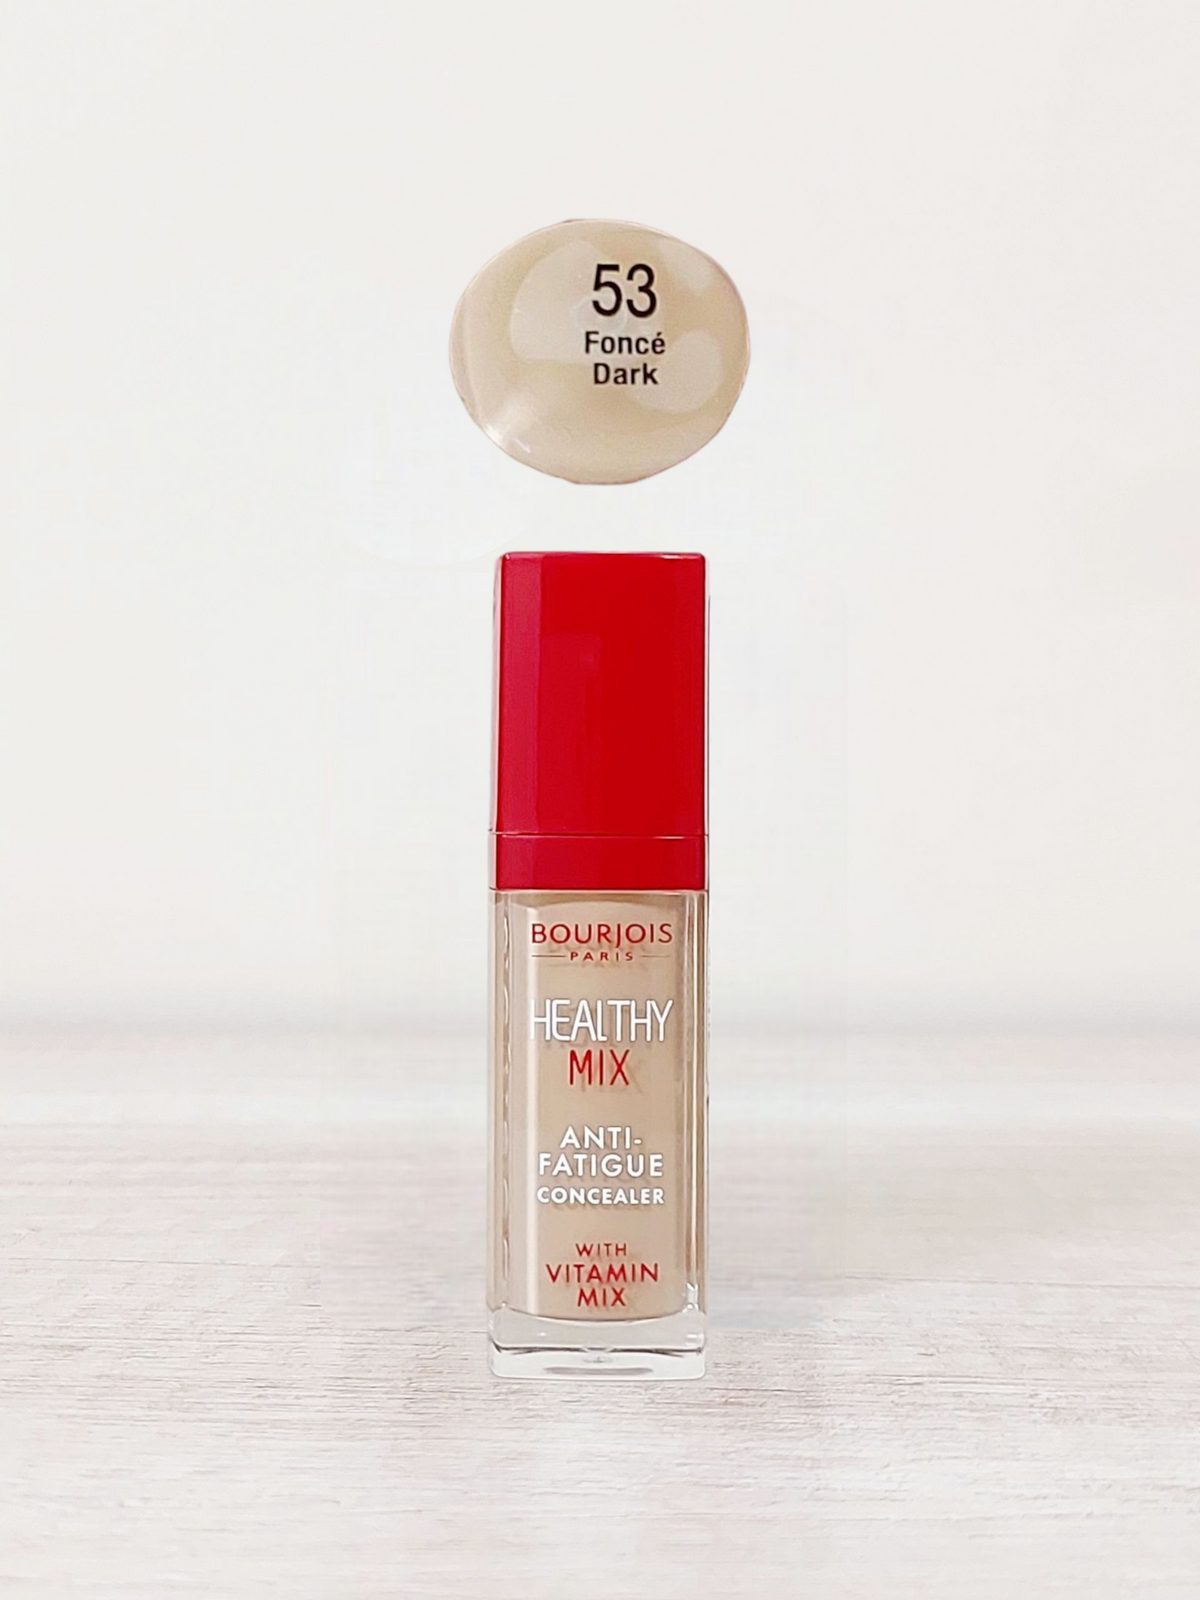 53
Foncé
Dark
BOURJOIS
PARIS
HEALTHY
MIX
ANTI-
FATIGUE
CONCEALER
WITH
VITAMIN
MIX